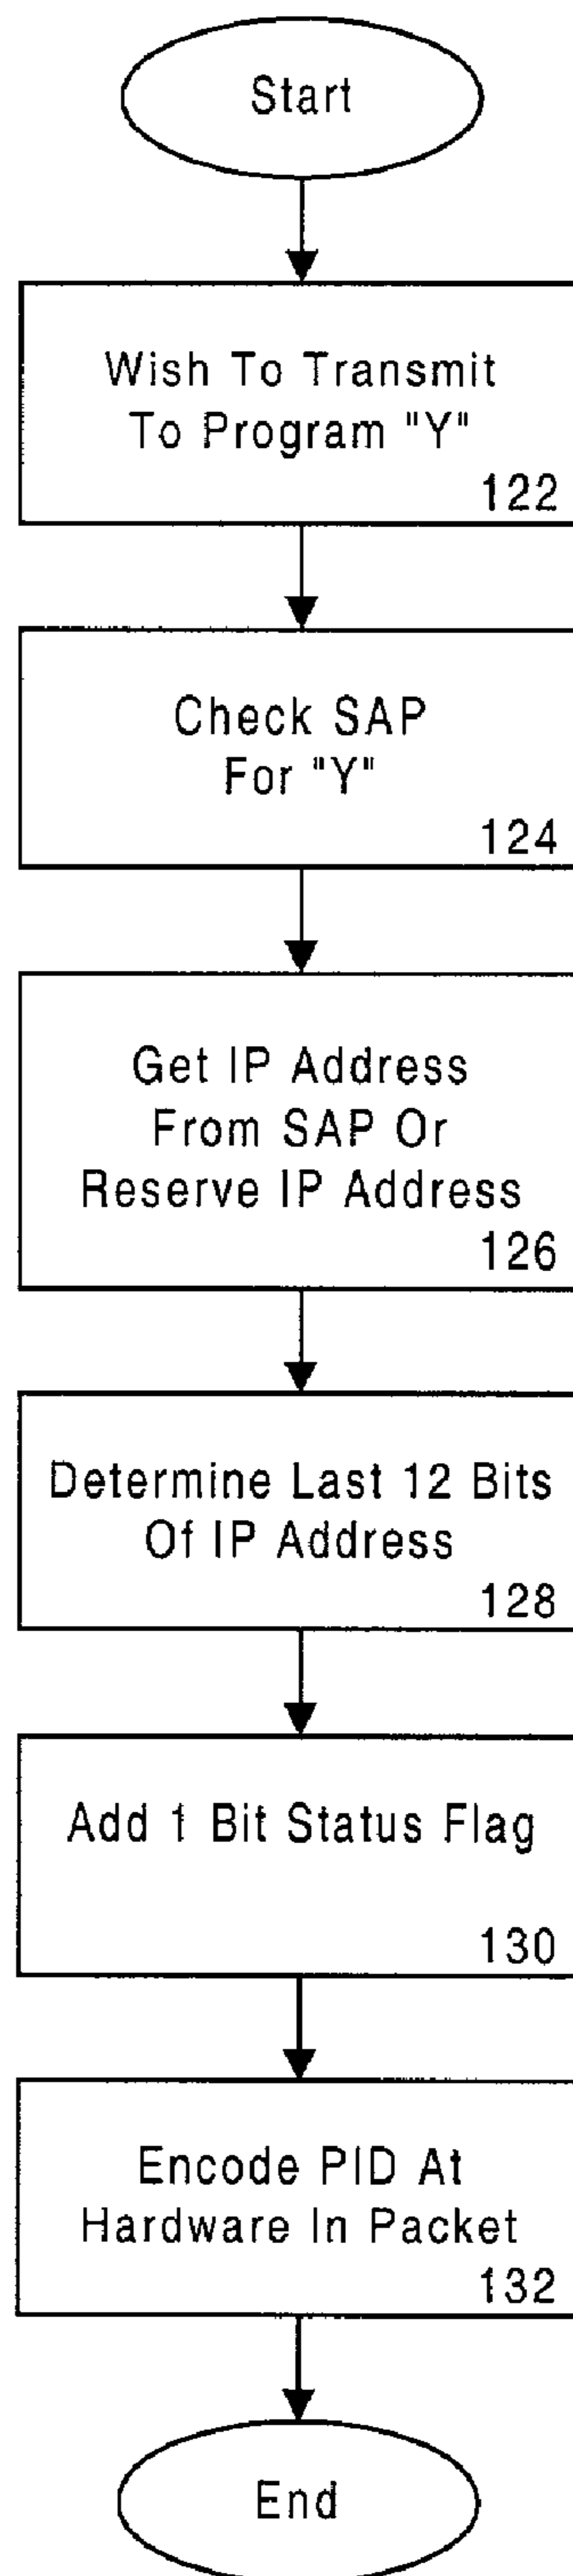 Start
Wish To Transmit
To Program "Y"
122
Check SAP
For "Y"
124
Get IP Address
From SAP Or
Reserve IP Address
126
Determine Last 12 Bits
Of IP Address
128
Add 1 Bit Status Flag
130
Encode PID At
Hardware In Packet
132
End